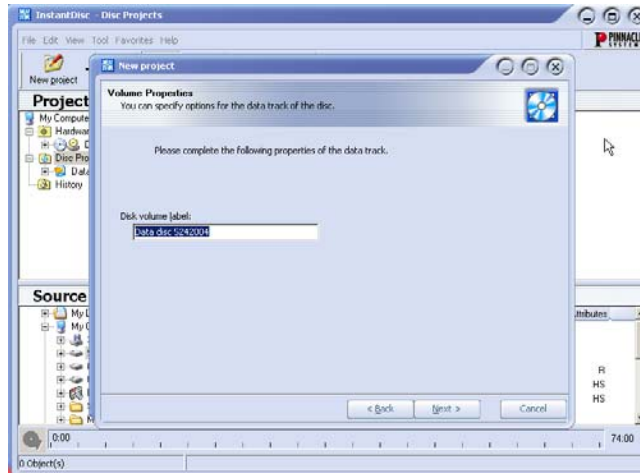 InstantDisc - Disc Projects
File Edit View Tool Favorites Help
PINNACLE
New project
New project
Volume Properties
You can specify options for the data track of the disc.
Project
My Compute
Hardwar
Disc Pro
Data
History
Please complete the following properties of the data track.
Disk volume label:
Data disc 5242004
Source
My
My
ttributes
R
HS
HS
< Back
Next >
Cancel
0:00
74:00
0 Object(s)